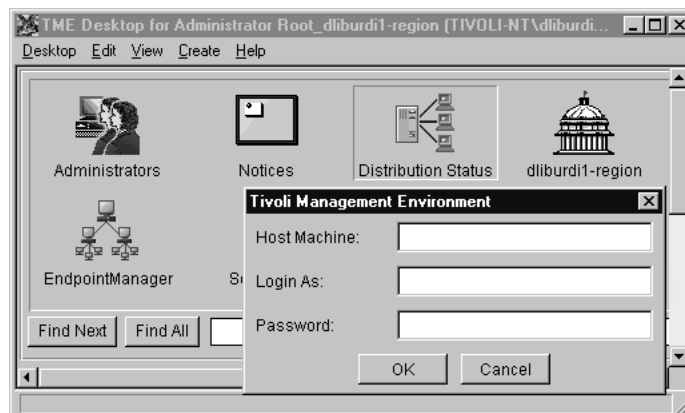 TME Desktop for Administrator Root_dliburdi1-region (TIVOLI-NT\dliburdi...
Desktop Edit View Create Help
Administrators
Notices
Distribution Status
dliburdi1-region
EndpointManager
Tivoli Management Environment
Host Machine:
Login As:
Password:
OK Cancel
Find Next Find All